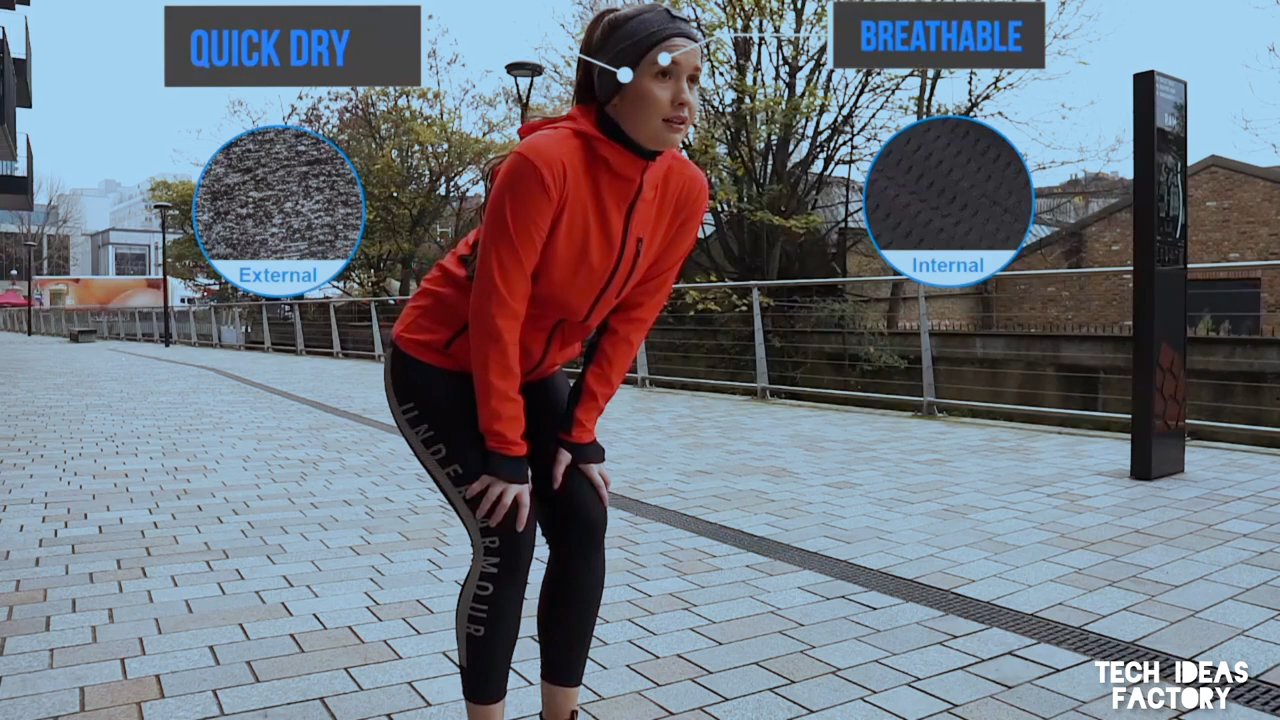 QUICK DRY
BREATHABLE
External
Internal
UNDER ARMOUR
TECH IDEAS
FACTORY